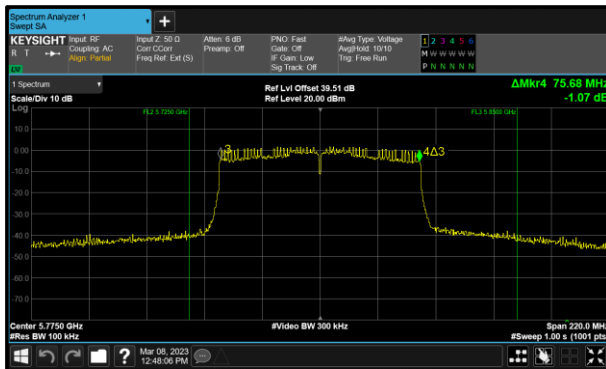 Spectrum Analyzer 1
Swept SA
+
KEYSIGHT
R T
Input: RF
Coupling: AC
Align: Partial
Input Z: 50 Ω
Corr CCorr
Freq Ref: Ext (S)
Atten: 6 dB
Preamp: Off
PNO: Fast
Gate: Off
IF Gain: Low
Sig Track: Off
#Avg Type: Voltage
Avg|Hold: 10/10
Trig: Free Run
1 2 3 4 5 6
M W W W W W
P N N N N N
1 Spectrum
Scale/Div 10 dB
Ref Lvl Offset 39.51 dB
Ref Level 20.00 dBm
ΔMkr4 75.68 MHz
-1.07 dB
Log
FL2 5.7250 GHz
FL3 5.8500 GHz
10.0
0.00
-10.0
-20.0
-30.0
-40.0
-50.0
-60.0
-70.0
3
4Δ3
Center 5.7750 GHz
#Res BW 100 kHz
#Video BW 300 kHz
Span 220.0 MHz
#Sweep 1.00 s (1001 pts)
?
Mar 08, 2023
12:48:06 PM